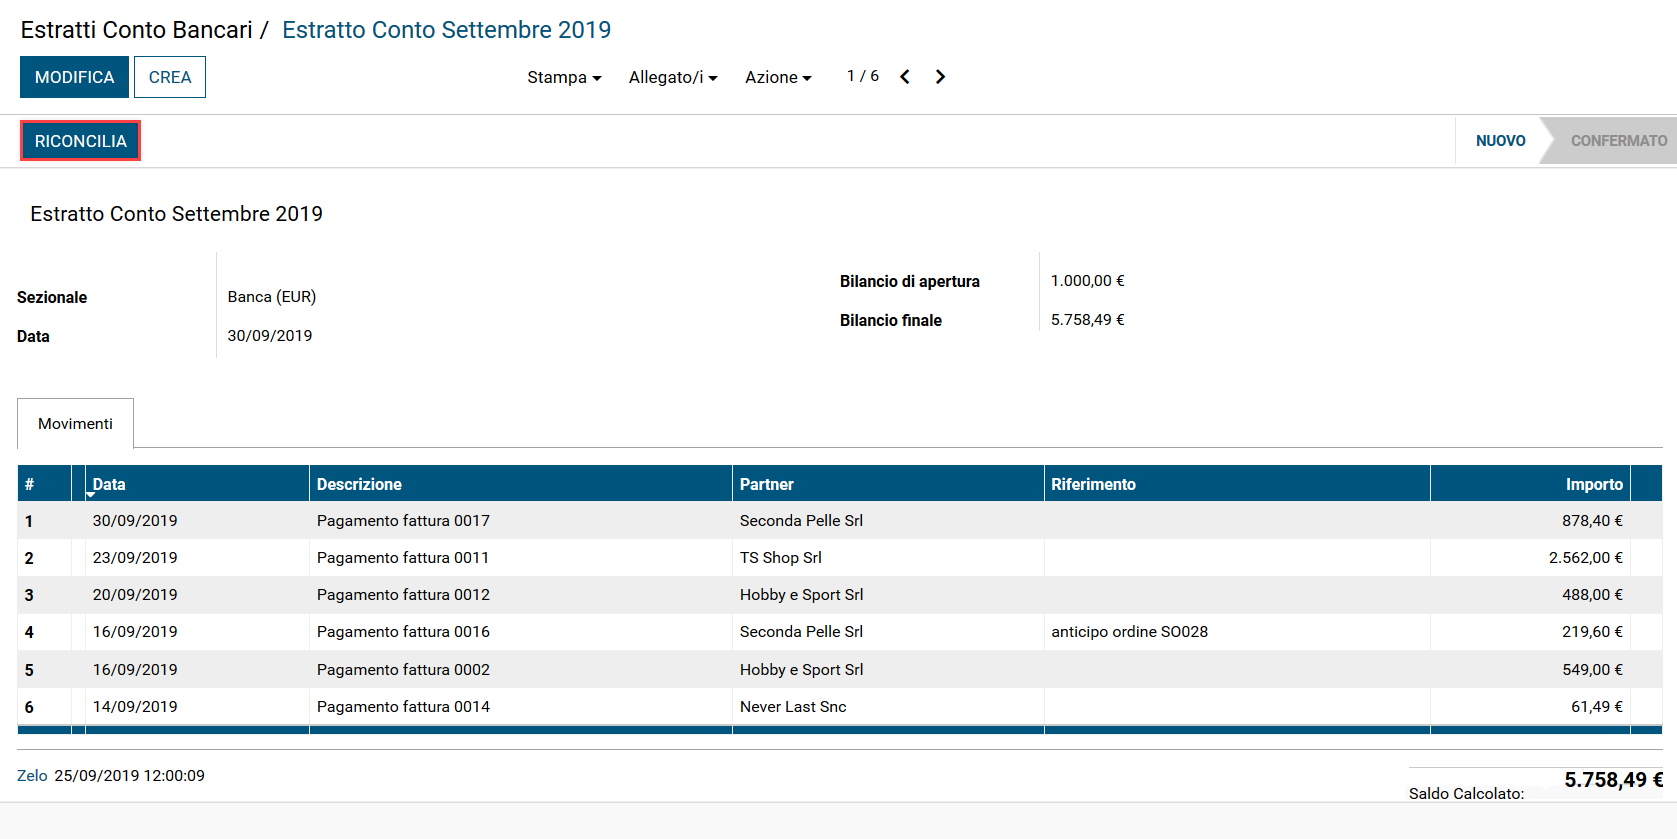 Estratti Conto Bancari / Estratto Conto Settembre 2019
MODIFICA CREA Stampa Allegato/i Azione 1 / 6
RICONCILIA NUOVO CONFERMATO
Estratto Conto Settembre 2019
Bilancio di apertura 1.000,00 €
Sezionale Banca (EUR)
Bilancio finale 5.758,49 €
Data 30/09/2019
Movimenti
# Data Descrizione Partner Riferimento Importo
1 30/09/2019 Pagamento fattura 0017 Seconda Pelle Srl 878,40 €
2 23/09/2019 Pagamento fattura 0011 TS Shop Srl 2.562,00 €
3 20/09/2019 Pagamento fattura 0012 Hobby e Sport Srl 488,00 €
4 16/09/2019 Pagamento fattura 0016 Seconda Pelle Srl anticipo ordine SO028 219,60 €
5 16/09/2019 Pagamento fattura 0002 Hobby e Sport Srl 549,00 €
6 14/09/2019 Pagamento fattura 0014 Never Last Snc 61,49 €
Zelo 25/09/2019 12:00:09
Saldo Calcolato: 5.758,49 €